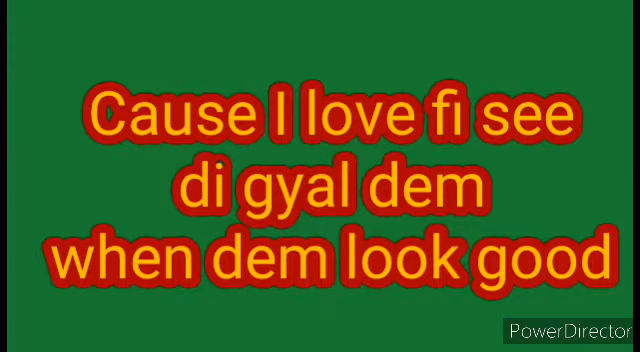 Cause I love fi see
di gyal dem
when dem look good
PowerDirector